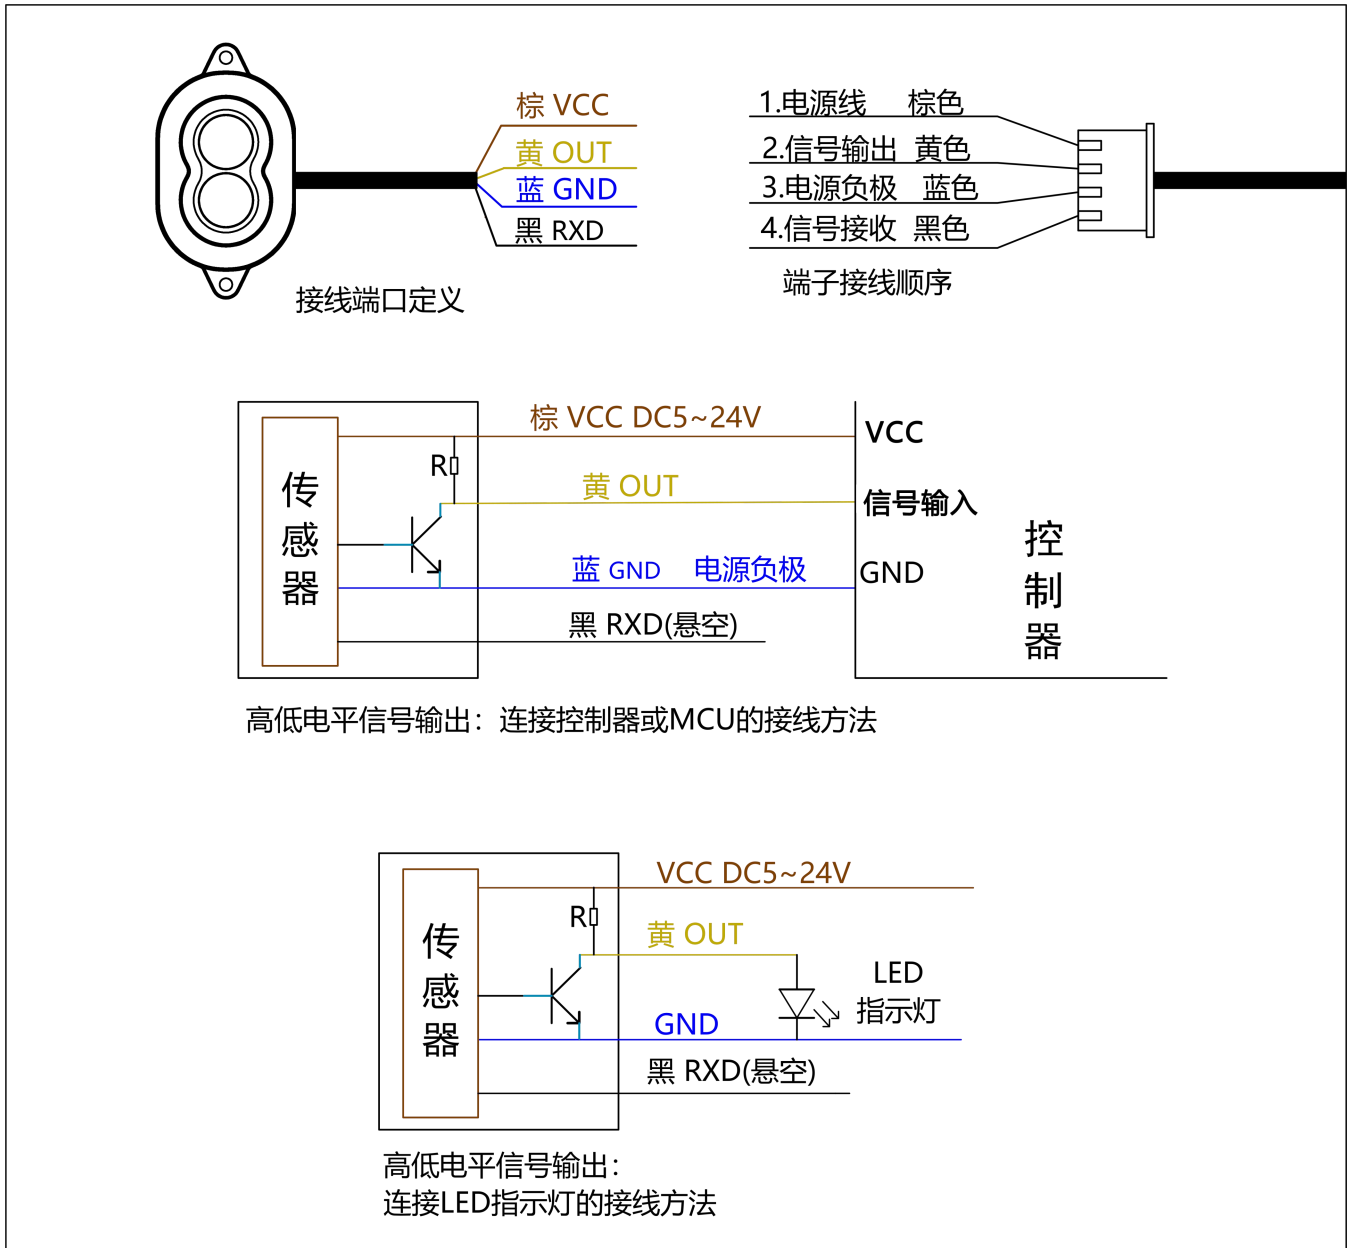 棕 VCC
黄 OUT
蓝 GND
黑 RXD
接线端口定义
1.电源线 棕色
2.信号输出 黄色
3.电源负极 蓝色
4.信号接收 黑色
端子接线顺序
传感器
R
棕 VCC DC5~24V
黄 OUT
蓝 GND 电源负极
黑 RXD(悬空)
VCC
信号输入
GND
控制器
高低电平信号输出：连接控制器或MCU的接线方法
传感器
R
VCC DC5~24V
黄 OUT
GND
黑 RXD(悬空)
LED
指示灯
高低电平信号输出：
连接LED指示灯的接线方法